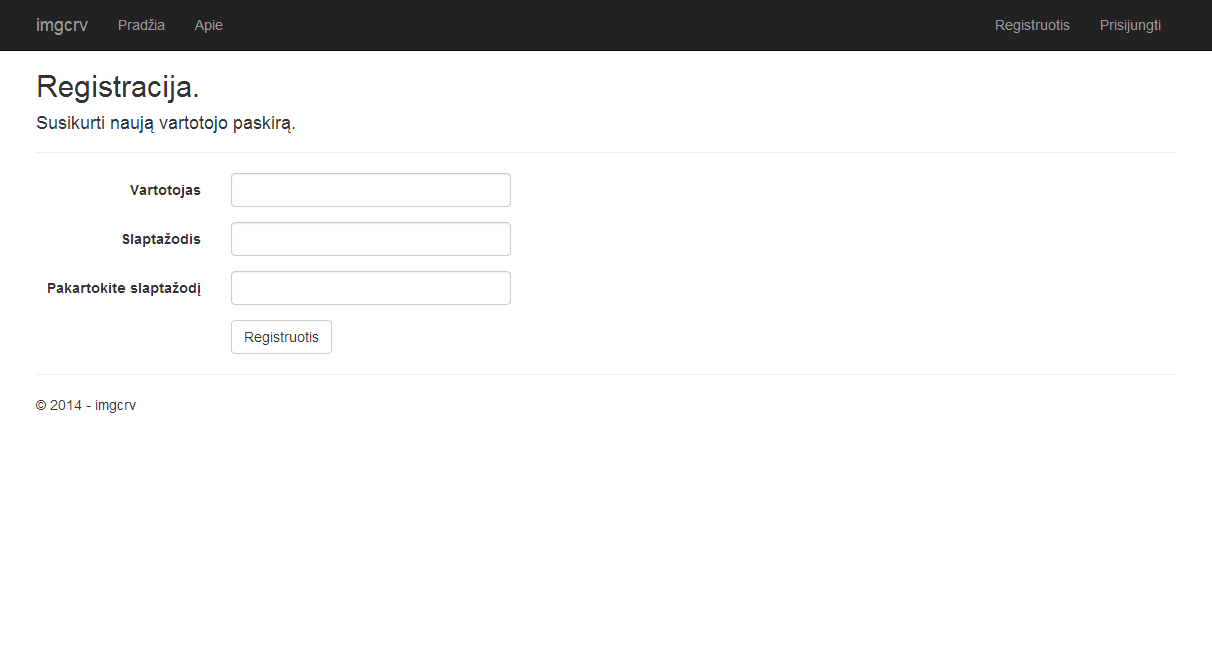 imgcrv Pradžia Apie Registruotis Prisijungti
Registracija.
Susikurti naują vartotojo paskirą.
Vartotojas
Slaptažodis
Pakartokite slaptažodį
Registruotis
© 2014 - imgcrv